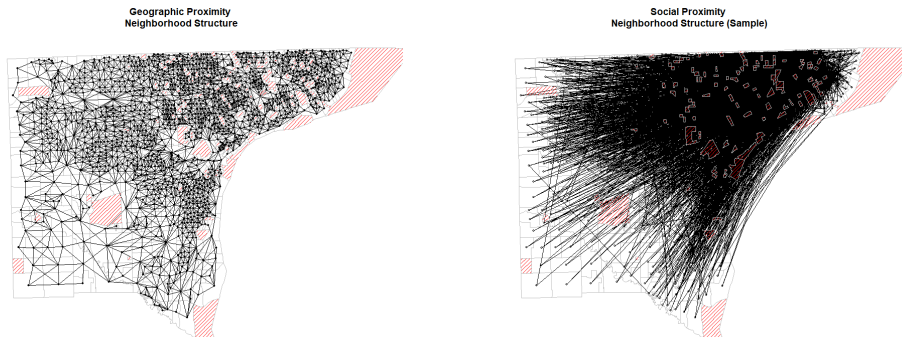 Geographic Proximity
Neighborhood Structure
Social Proximity
Neighborhood Structure (Sample)